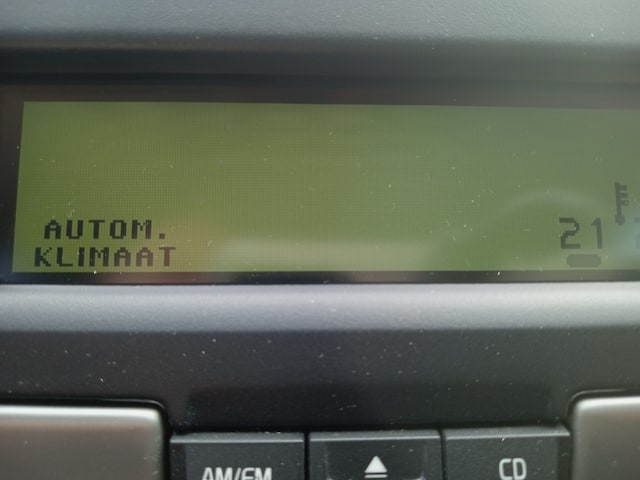 AUTOM.
KLIMAAT
21
AM/FM
CD